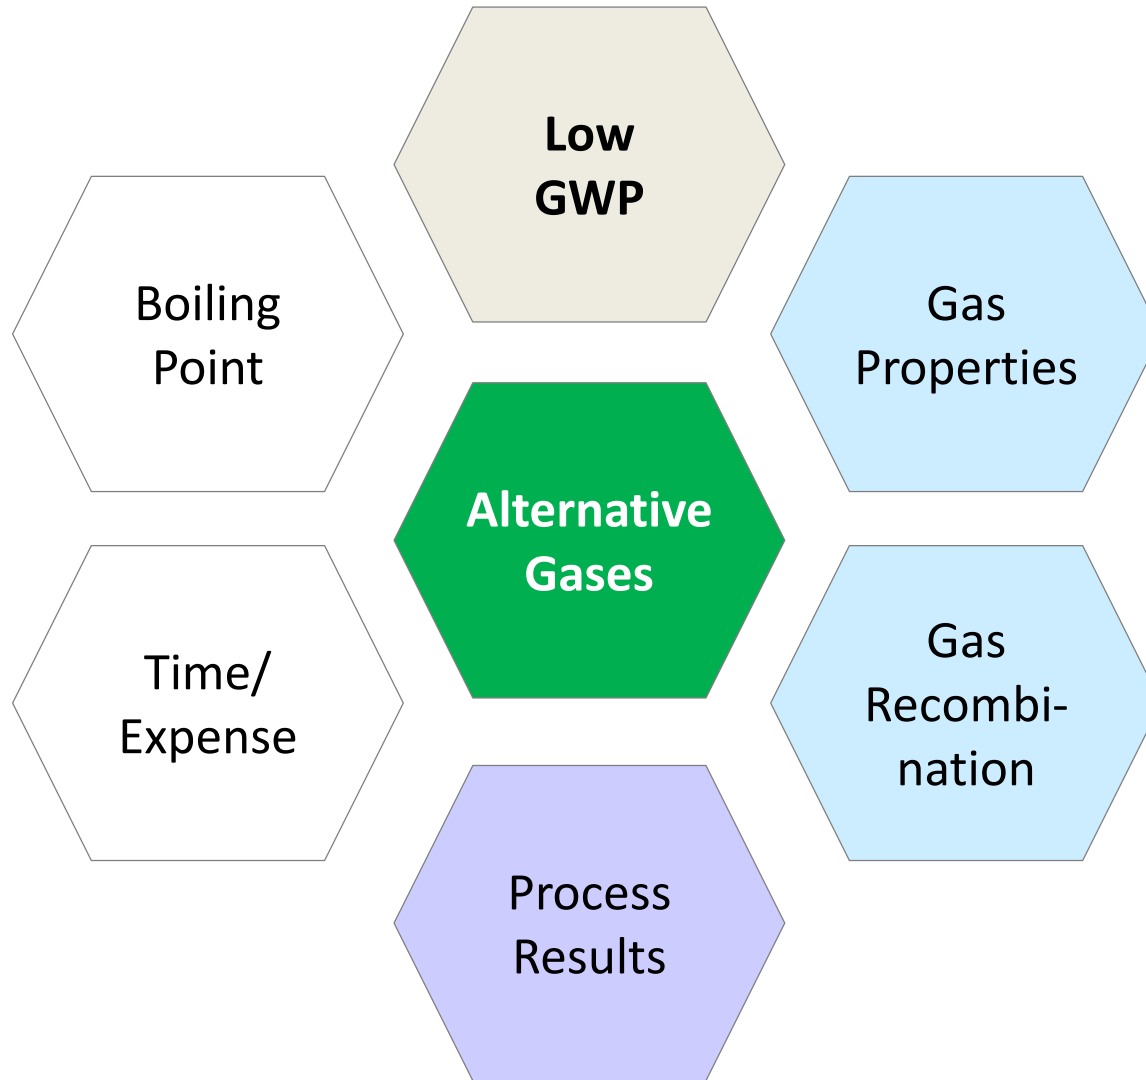 Low
GWP
Boiling
Point
Gas
Properties
Alternative
Gases
Time/
Expense
Gas
Recombi-
nation
Process
Results